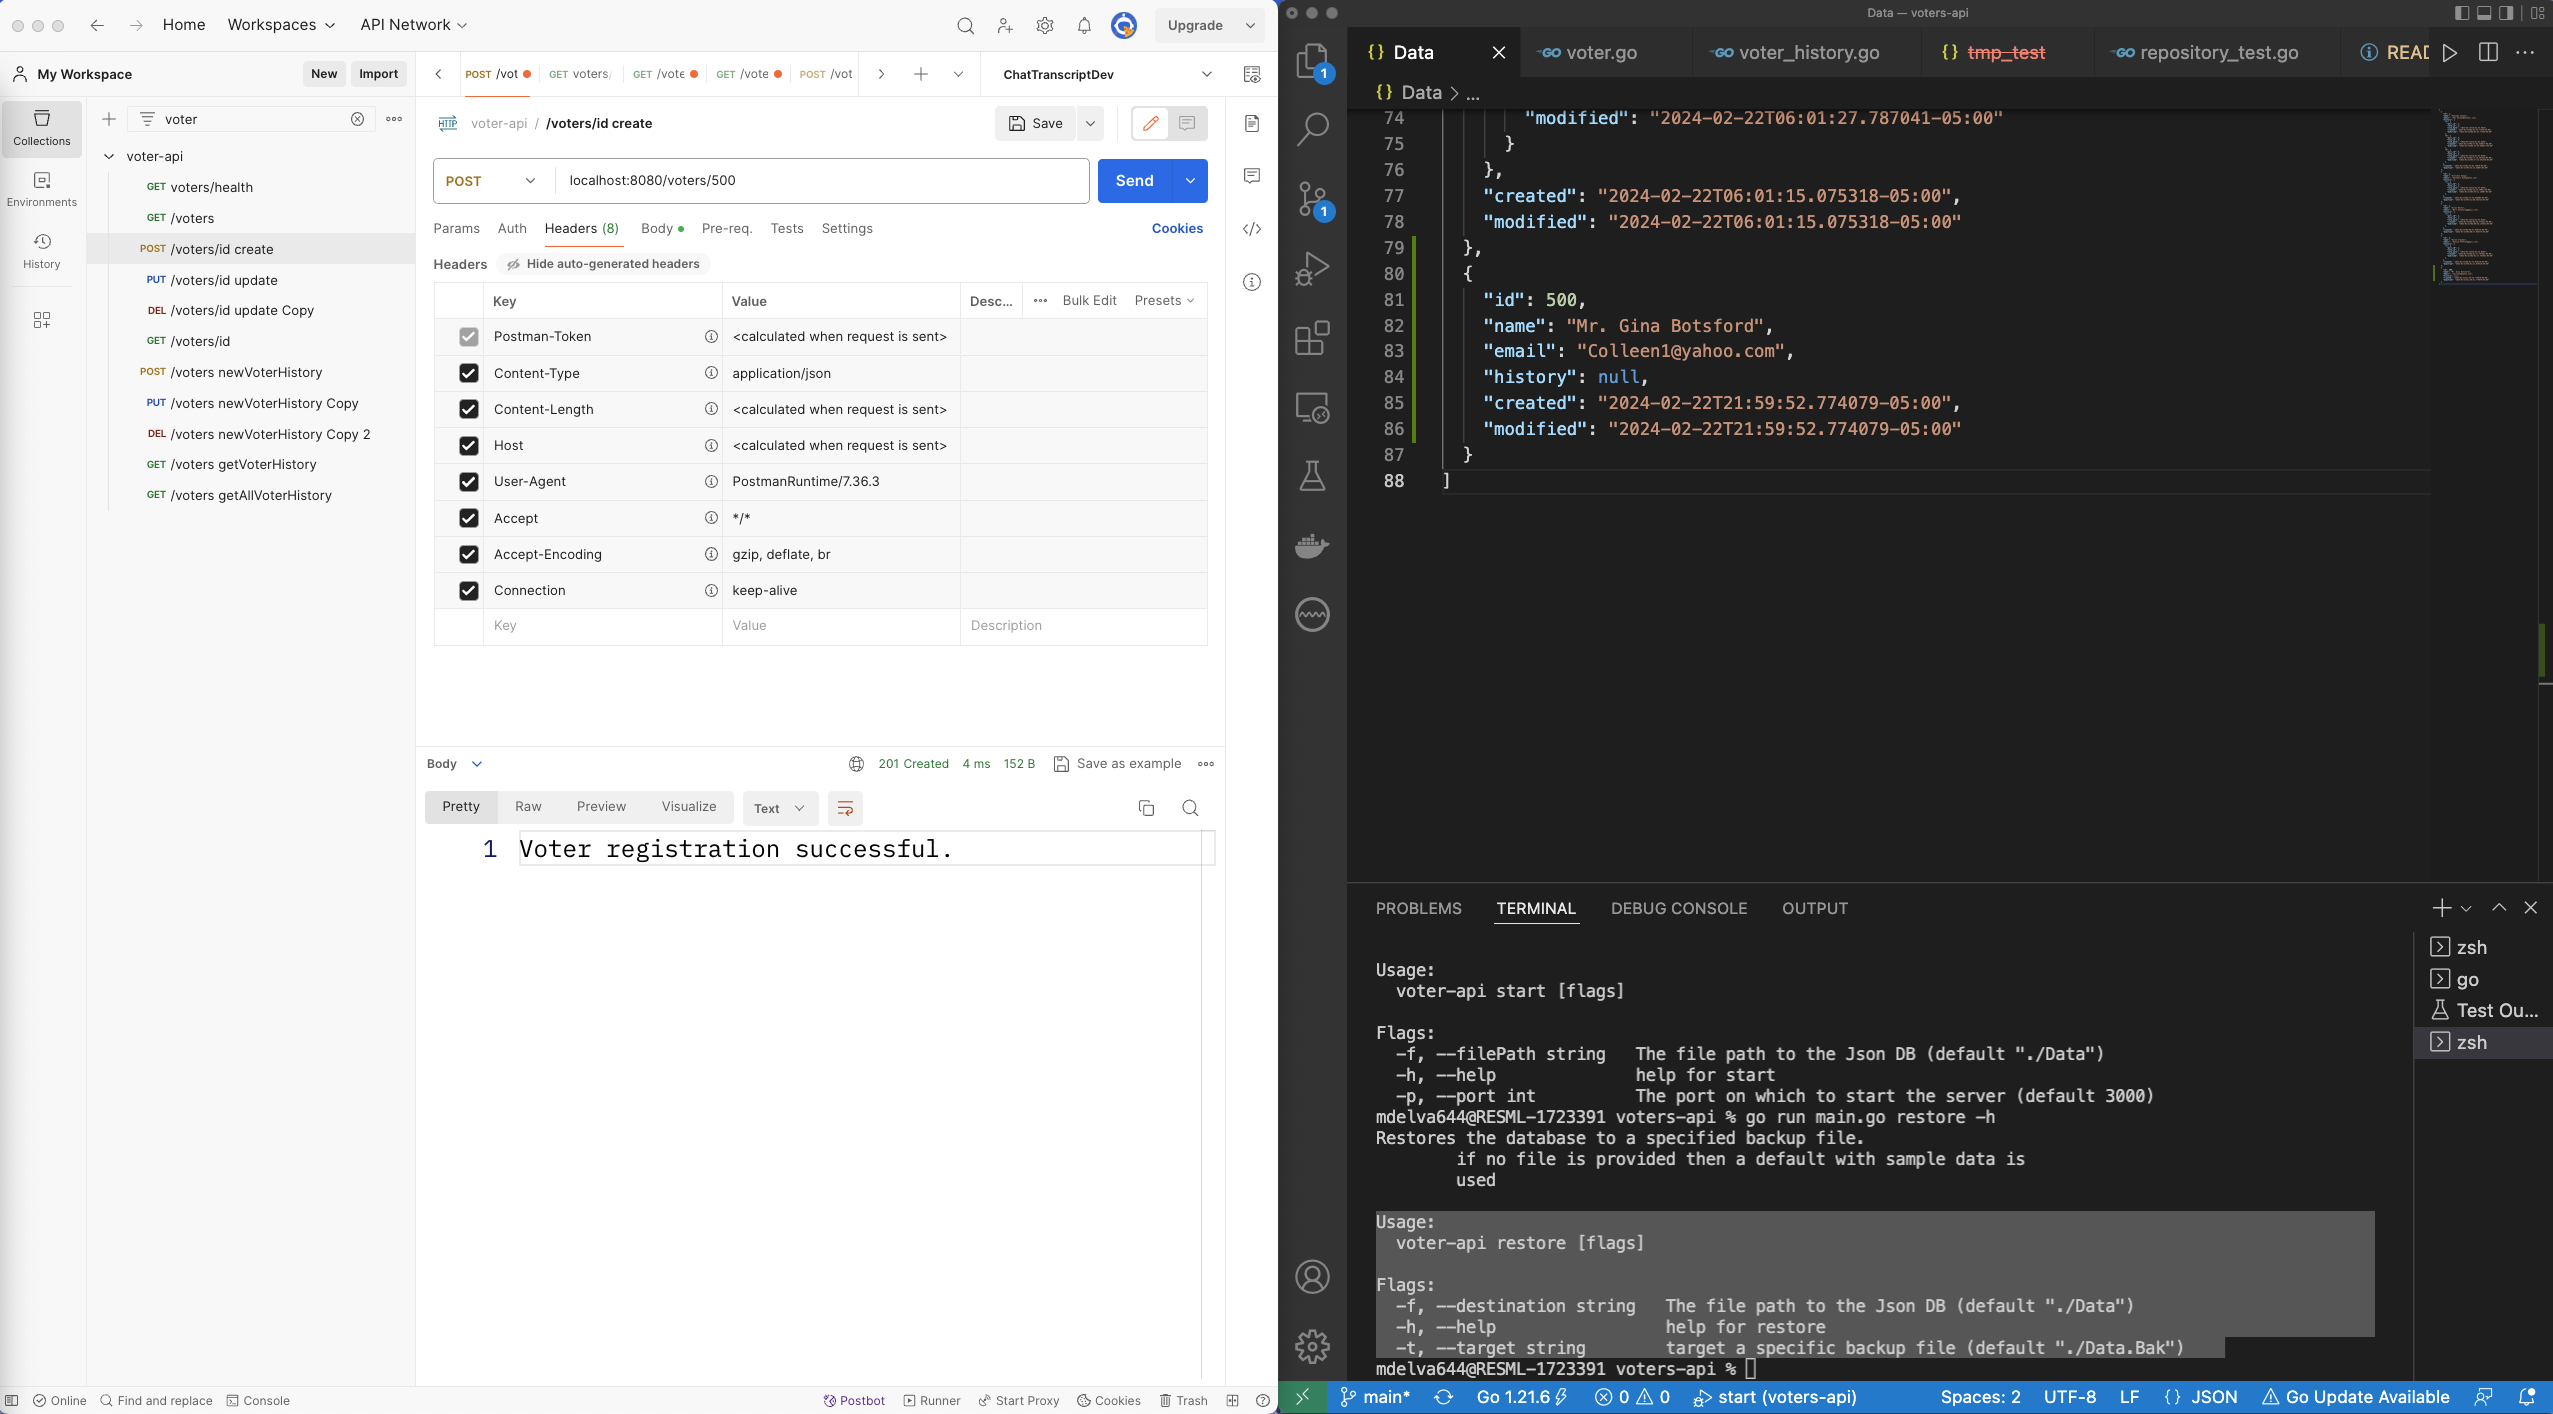 Home
Workspaces
API Network
Upgrade
My Workspace
New
Import
POST /vot
GET voters/
GET /vote
GET /vote
POST /vot
ChatTranscriptDev
Collections
Environments
History
voter
voter-api
GET voters/health
GET /voters
POST /voters/id create
PUT /voters/id update
DEL /voters/id update Copy
GET /voters/id
POST /voters newVoterHistory
PUT /voters newVoterHistory Copy
DEL /voters newVoterHistory Copy 2
GET /voters getVoterHistory
GET /voters getAllVoterHistory
HTTP voter-api / /voters/id create
Save
POST
localhost:8080/voters/500
Send
Params Auth Headers (8) Body Pre-req. Tests Settings
Cookies
Headers Hide auto-generated headers
Key Value Desc... Bulk Edit Presets
Postman-Token <calculated when request is sent>
Content-Type application/json
Content-Length <calculated when request is sent>
Host <calculated when request is sent>
User-Agent PostmanRuntime/7.36.3
Accept */*
Accept-Encoding gzip, deflate, br
Connection keep-alive
Key Value Description
Body
201 Created 4 ms 152 B Save as example
Pretty Raw Preview Visualize Text
1 Voter registration successful.
Online Find and replace Console
Postbot Runner Start Proxy Cookies Trash
Data — voters-api
{} Data
GO voter.go
GO voter_history.go
{} tmp_test
GO repository_test.go
READ
{} Data > ...
1
1
74 "modified": "2024-02-22T06:01:27.787041-05:00"
75 }
76 },
77 "created": "2024-02-22T06:01:15.075318-05:00",
78 "modified": "2024-02-22T06:01:15.075318-05:00"
79 },
80 {
81 "id": 500,
82 "name": "Mr. Gina Botsford",
83 "email": "Colleen1@yahoo.com",
84 "history": null,
85 "created": "2024-02-22T21:59:52.774079-05:00",
86 "modified": "2024-02-22T21:59:52.774079-05:00"
87 }
88 ]
PROBLEMS TERMINAL DEBUG CONSOLE OUTPUT
zsh
go
Test Ou...
zsh
Usage:
voter-api start [flags]
Flags:
-f, --filePath string The file path to the Json DB (default "./Data")
-h, --help help for start
-p, --port int The port on which to start the server (default 3000)
mdelva644@RESML-1723391 voters-api % go run main.go restore -h
Restores the database to a specified backup file.
if no file is provided then a default with sample data is
used
Usage:
voter-api restore [flags]
Flags:
-f, --destination string The file path to the Json DB (default "./Data")
-h, --help help for restore
-t, --target string target a specific backup file (default "./Data.Bak")
mdelva644@RESML-1723391 voters-api %
main* Go 1.21.6 0 0 start (voters-api)
Spaces: 2 UTF-8 LF {} JSON Go Update Available